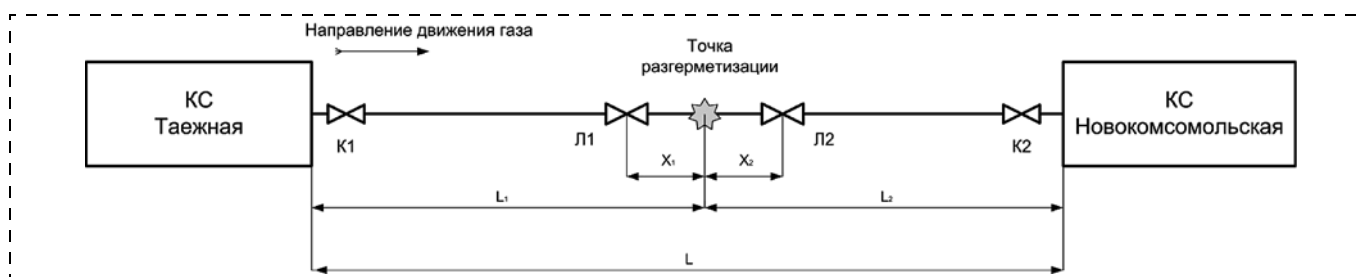 Направление движения газа
Точка
разгерметизации
КС
Таежная
КС
Новокомсомольская
К1
Л1
Л2
К2
X₁
X₂
L₁
L₂
L